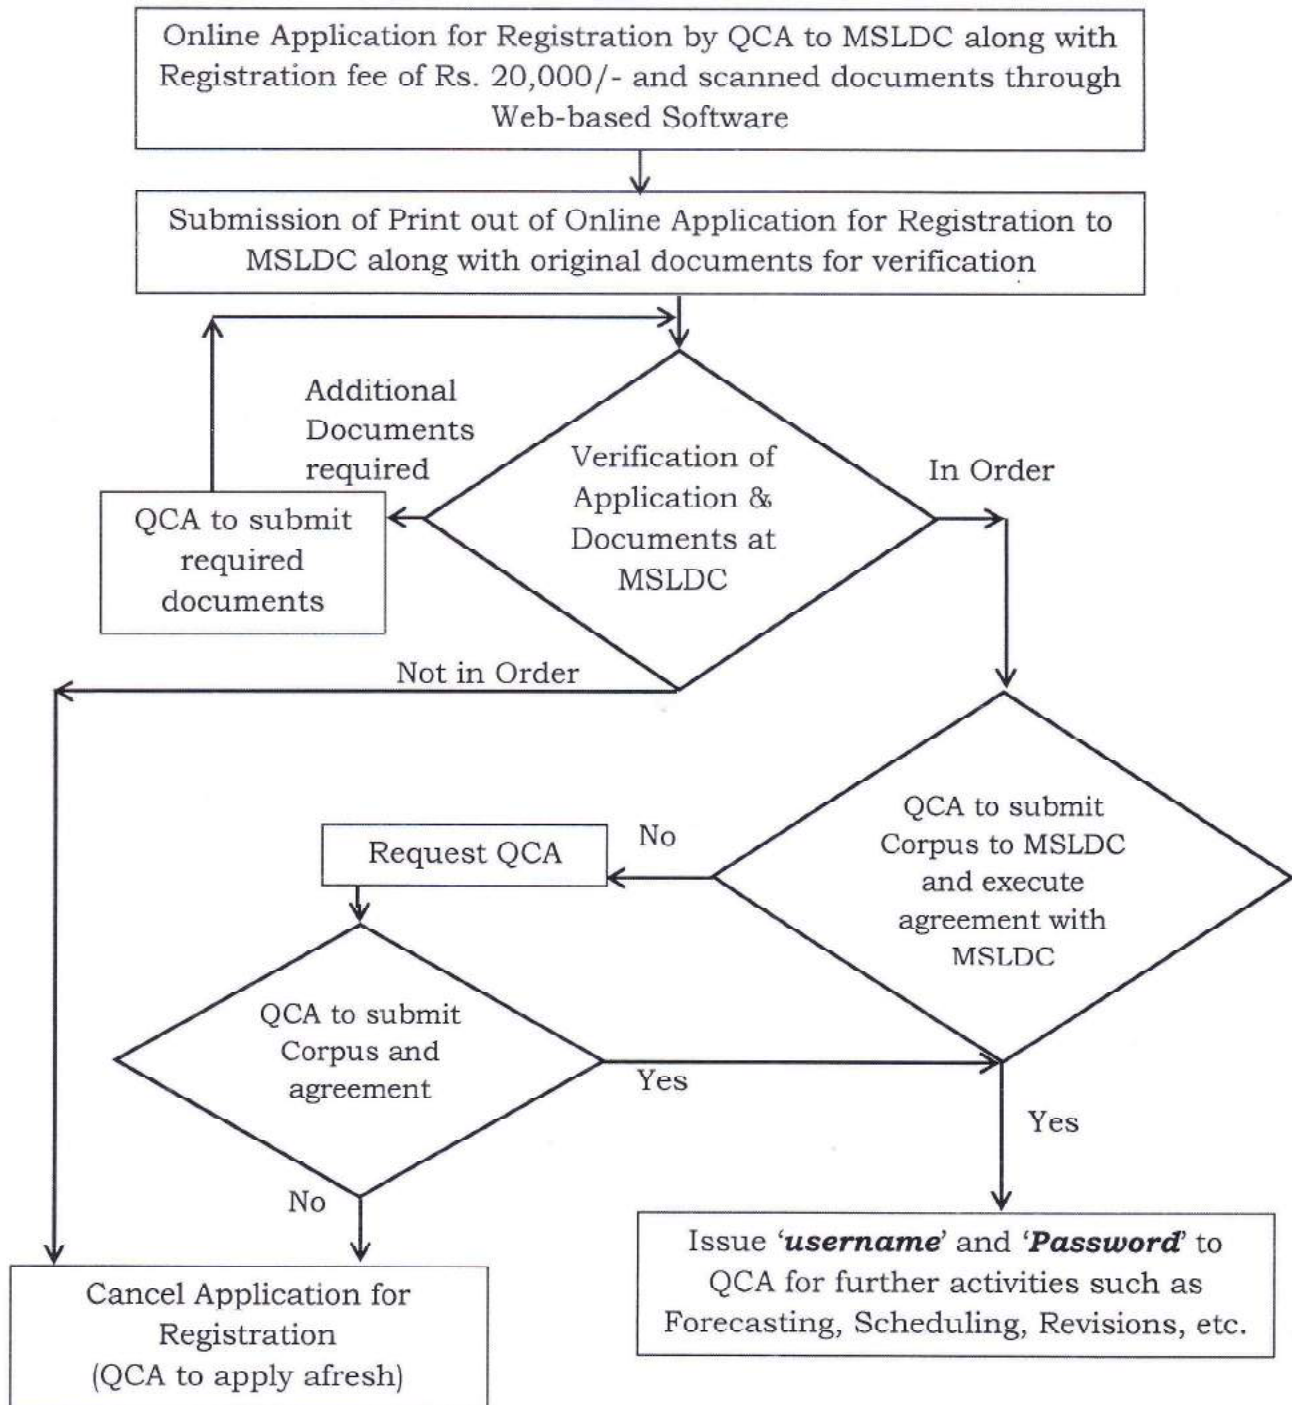 Online Application for Registration by QCA to MSLDC along with
Registration fee of Rs. 20,000/- and scanned documents through
Web-based Software
Submission of Print out of Online Application for Registration to
MSLDC along with original documents for verification
Additional
Documents
required
Verification of
Application &
Documents at
MSLDC
In Order
QCA to submit
required
documents
Not in Order
QCA to submit
Corpus to MSLDC
and execute
agreement with
MSLDC
No
Request QCA
QCA to submit
Corpus and
agreement
Yes
Yes
No
Issue ‘username’ and ‘Password’ to
QCA for further activities such as
Forecasting, Scheduling, Revisions, etc.
Cancel Application for
Registration
(QCA to apply afresh)